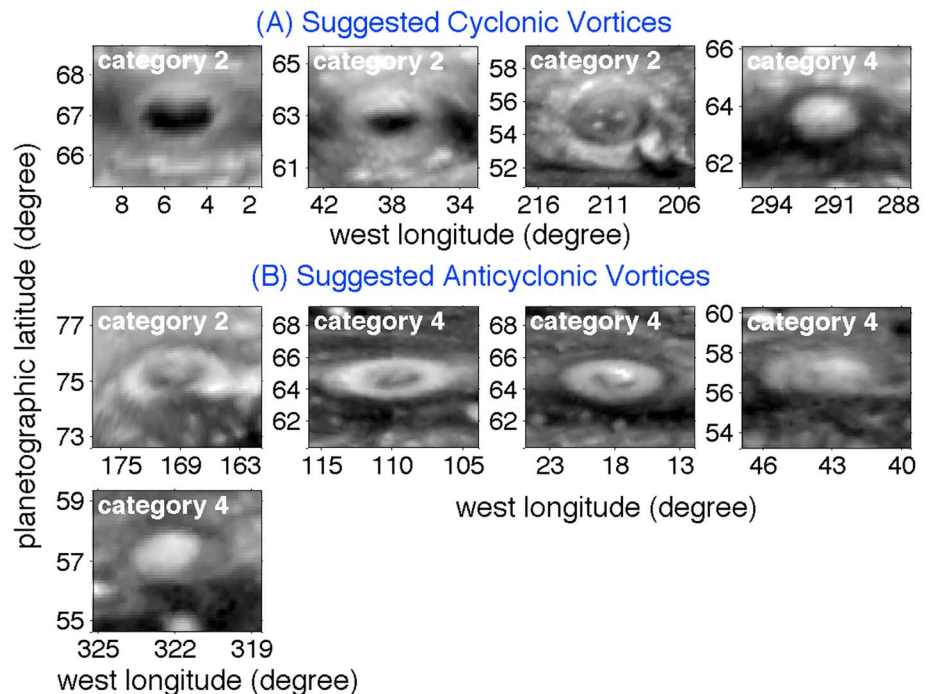 (A) Suggested Cyclonic Vortices
category 2
category 2
category 2
category 4
68
67
66
65
63
61
58
56
54
52
66
64
62
8 6 4 2
42 38 34
216 211 206
294 291 288
west longitude (degree)
planetographic latitude (degree)
(B) Suggested Anticyclonic Vortices
category 2
category 4
category 4
category 4
77
75
73
68
66
64
62
68
66
64
62
60
58
56
54
175 169 163
115 110 105
23 18 13
46 43 40
west longitude (degree)
category 4
59
57
55
325 322 319
west longitude (degree)